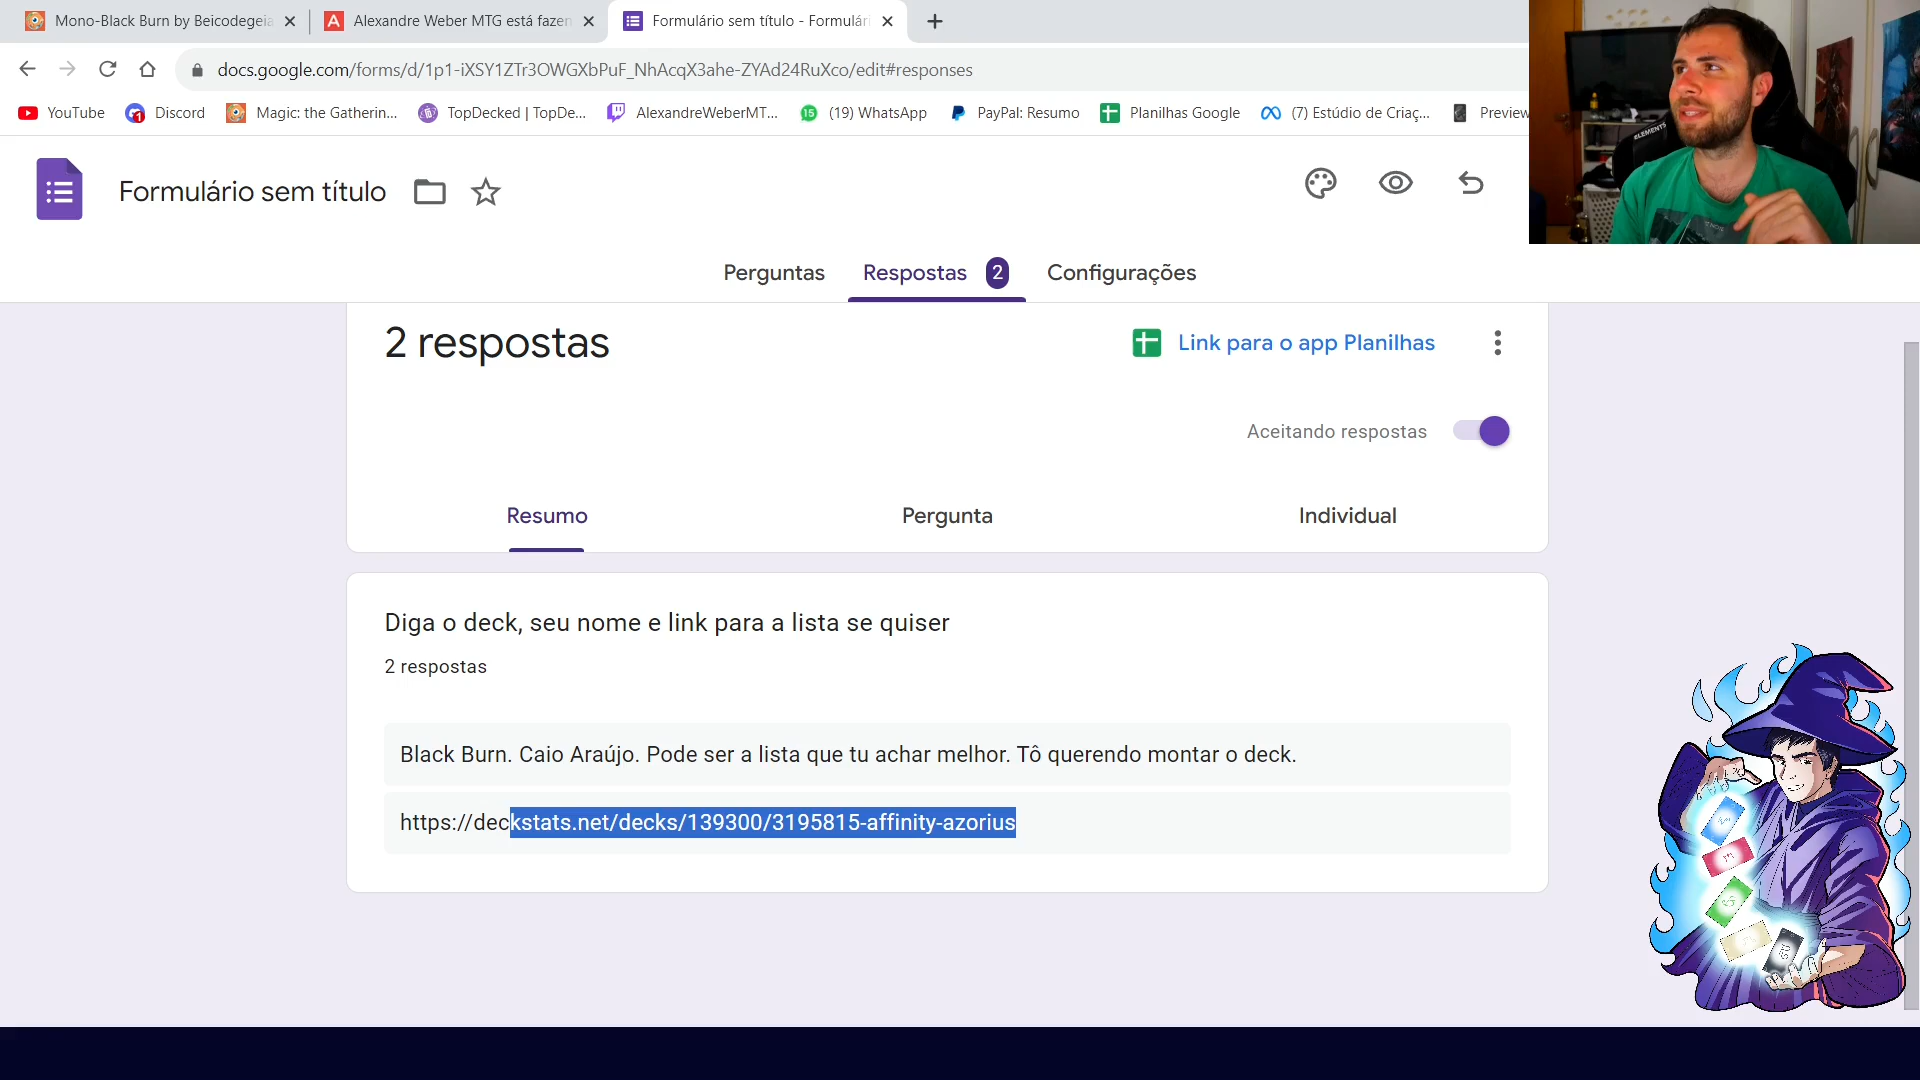 Mono-Black Burn by Beicodegeia
Alexandre Weber MTG está fazen
Formulário sem título - Formulári
docs.google.com/forms/d/1p1-iXSY1ZTr3OWGXbPuF_NhAcqX3ahe-ZYAd24RuXco/edit#responses
YouTube
Discord
Magic: the Gatherin...
TopDecked | TopDe...
AlexandreWeberMT...
(19) WhatsApp
PayPal: Resumo
Planilhas Google
(7) Estúdio de Criaç...
Preview
Formulário sem título
Perguntas
Respostas 2
Configurações
2 respostas
Link para o app Planilhas
Aceitando respostas
Resumo
Pergunta
Individual
Diga o deck, seu nome e link para a lista se quiser
2 respostas
Black Burn. Caio Araújo. Pode ser a lista que tu achar melhor. Tô querendo montar o deck.
https://deckstats.net/decks/139300/3195815-affinity-azorius
ELEMENTS